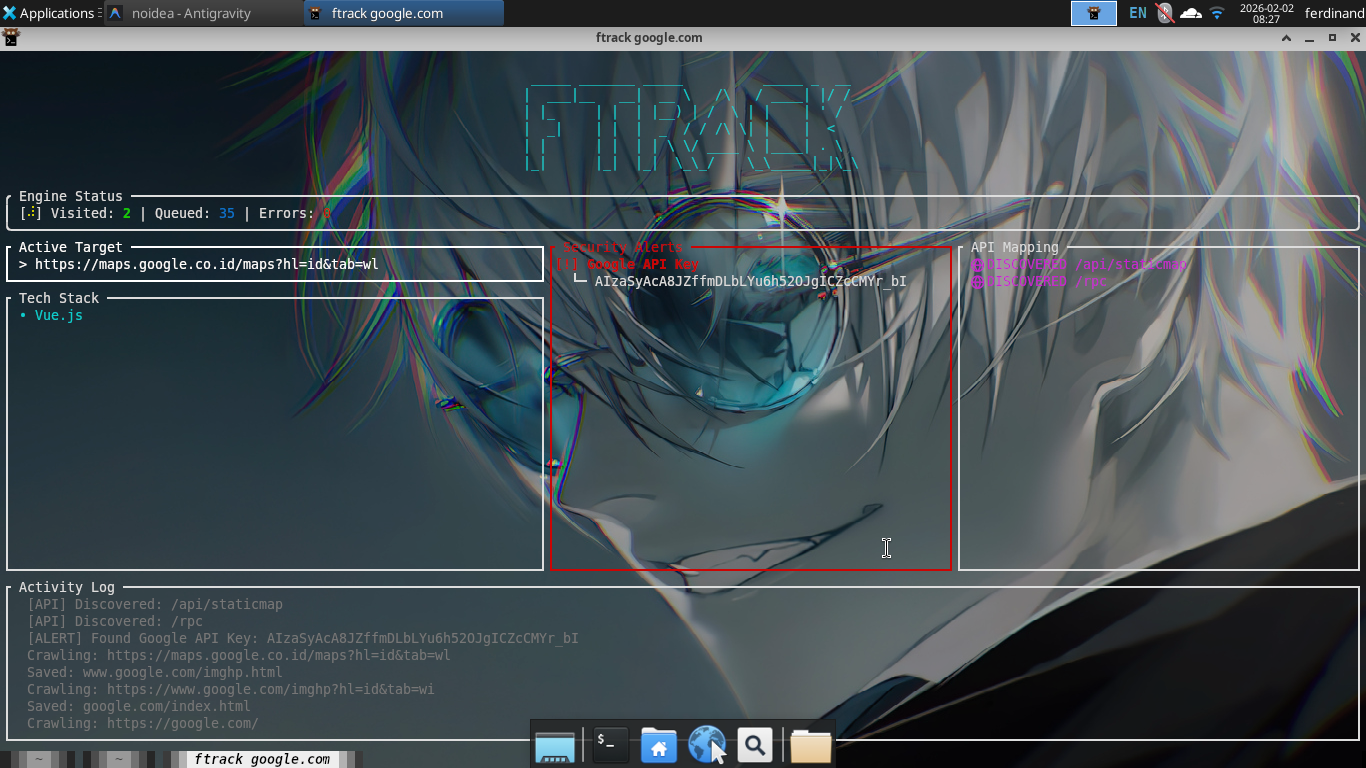 Applications
noidea - Antigravity
ftrack google.com
EN
2026-02-02
08:27
ferdinand
ftrack google.com
FTRACK
Engine Status
Visited: 2 | Queued: 35 | Errors:
Active Target
> https://maps.google.co.id/maps?hl=id&tab=wl
Tech Stack
• Vue.js
Security Alerts
[!] Google API Key
AIzaSyAcA8JZffmDLbLYu6h52OJgICZcCMYr_bI
API Mapping
DISCOVERED /api/staticmap
DISCOVERED /rpc
Activity Log
[API] Discovered: /api/staticmap
[API] Discovered: /rpc
[ALERT] Found Google API Key: AIzaSyAcA8JZffmDLbLYu6h52OJgICZcCMYr_bI
Crawling: https://maps.google.co.id/maps?hl=id&tab=wl
Saved: www.google.com/imghp.html
Crawling: https://www.google.com/imghp?hl=id&tab=wi
Saved: google.com/index.html
Crawling: https://google.com/
~ ~ ftrack google.com